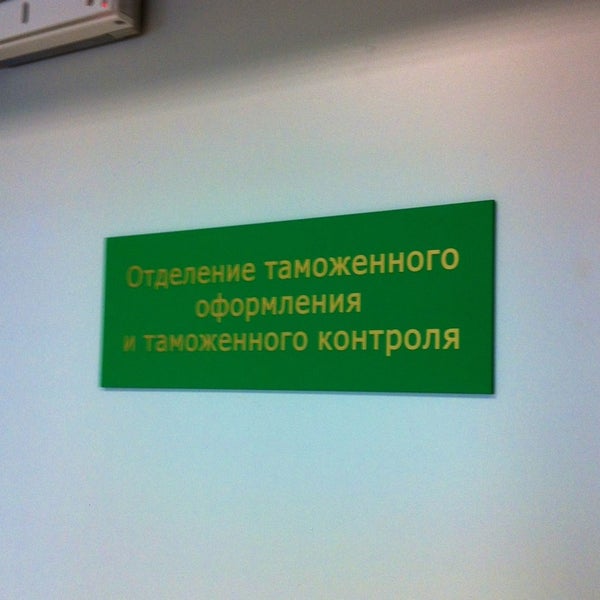 Отделение таможенного
оформления
и таможенного контроля